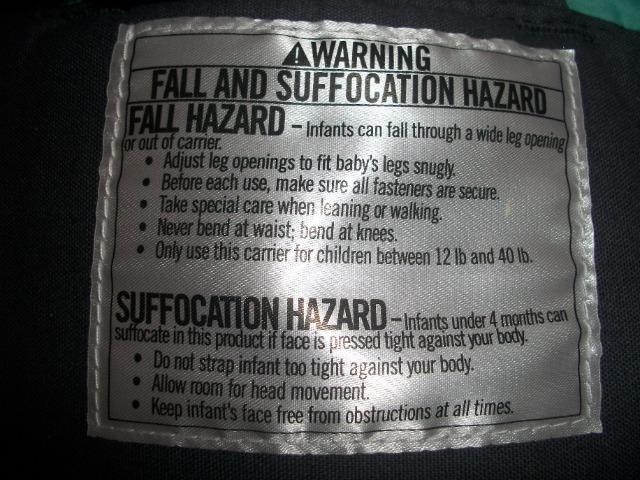 WARNING
FALL AND SUFFOCATION HAZARD
FALL HAZARD – Infants can fall through a wide leg opening
or out of carrier.
• Adjust leg openings to fit baby's legs snugly.
• Before each use, make sure all fasteners are secure.
• Take special care when leaning or walking.
• Never bend at waist; bend at knees.
• Only use this carrier for children between 12 lb and 40 lb.
SUFFOCATION HAZARD – Infants under 4 months can
suffocate in this product if face is pressed tight against your body.
• Do not strap infant too tight against your body.
• Allow room for head movement.
• Keep infant's face free from obstructions at all times.